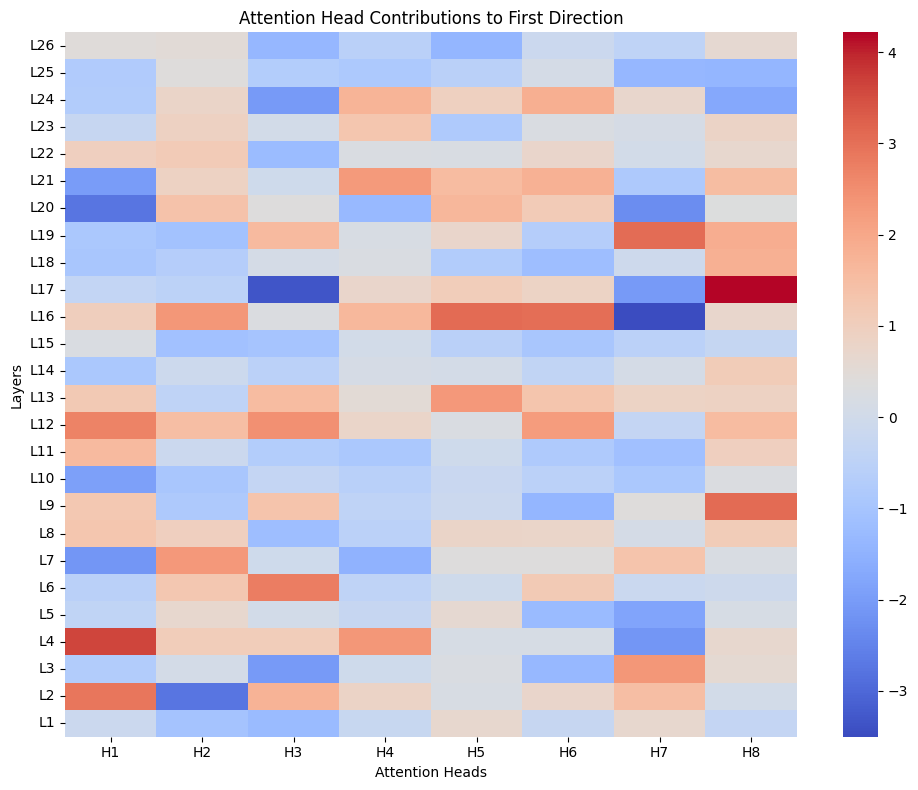 Attention Head Contributions to First Direction
Layers
L26
L25
L24
L23
L22
L21
L20
L19
L18
L17
L16
L15
L14
L13
L12
L11
L10
L9
L8
L7
L6
L5
L4
L3
L2
L1
H1 H2 H3 H4 H5 H6 H7 H8
Attention Heads
4
3
2
1
0
−1
−2
−3